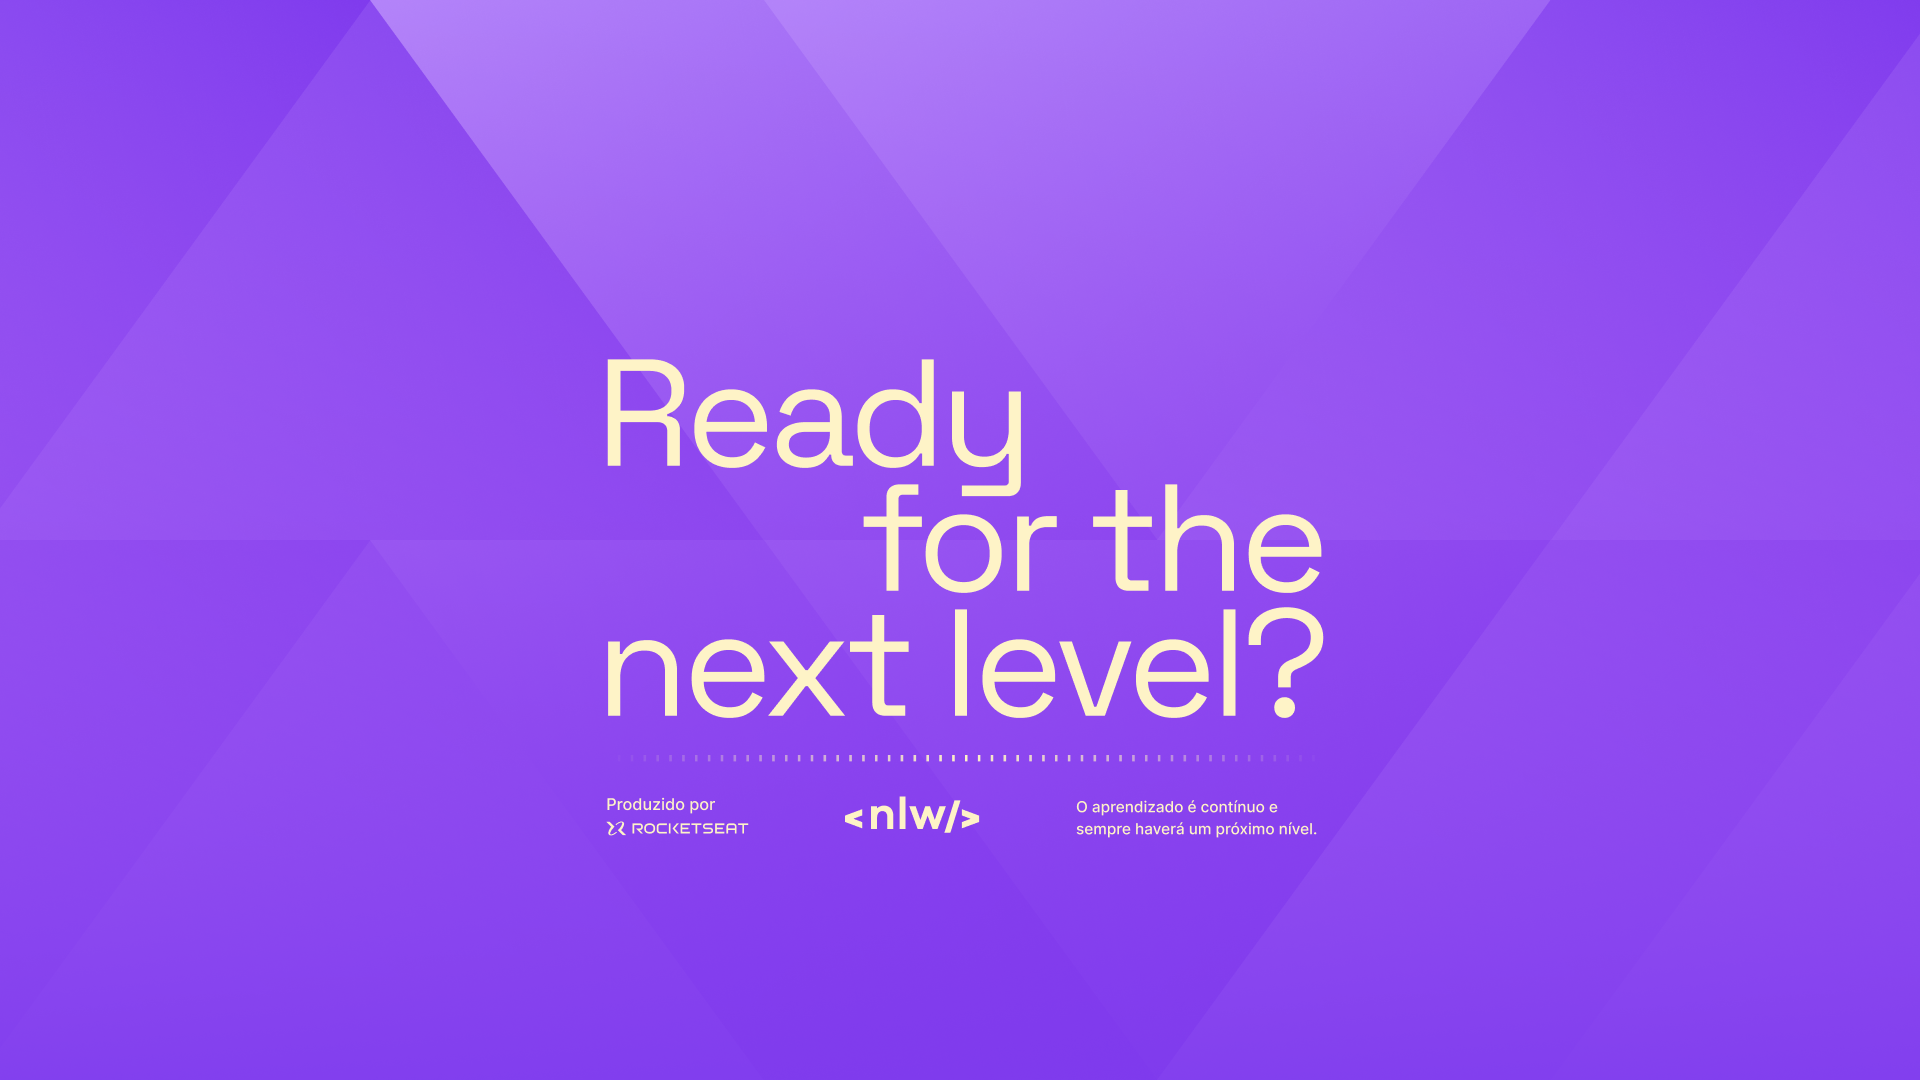 Ready
for the
next level?
Produzido por
ROCKETSEAT
<nlw/>
O aprendizado é contínuo e
sempre haverá um próximo nível.